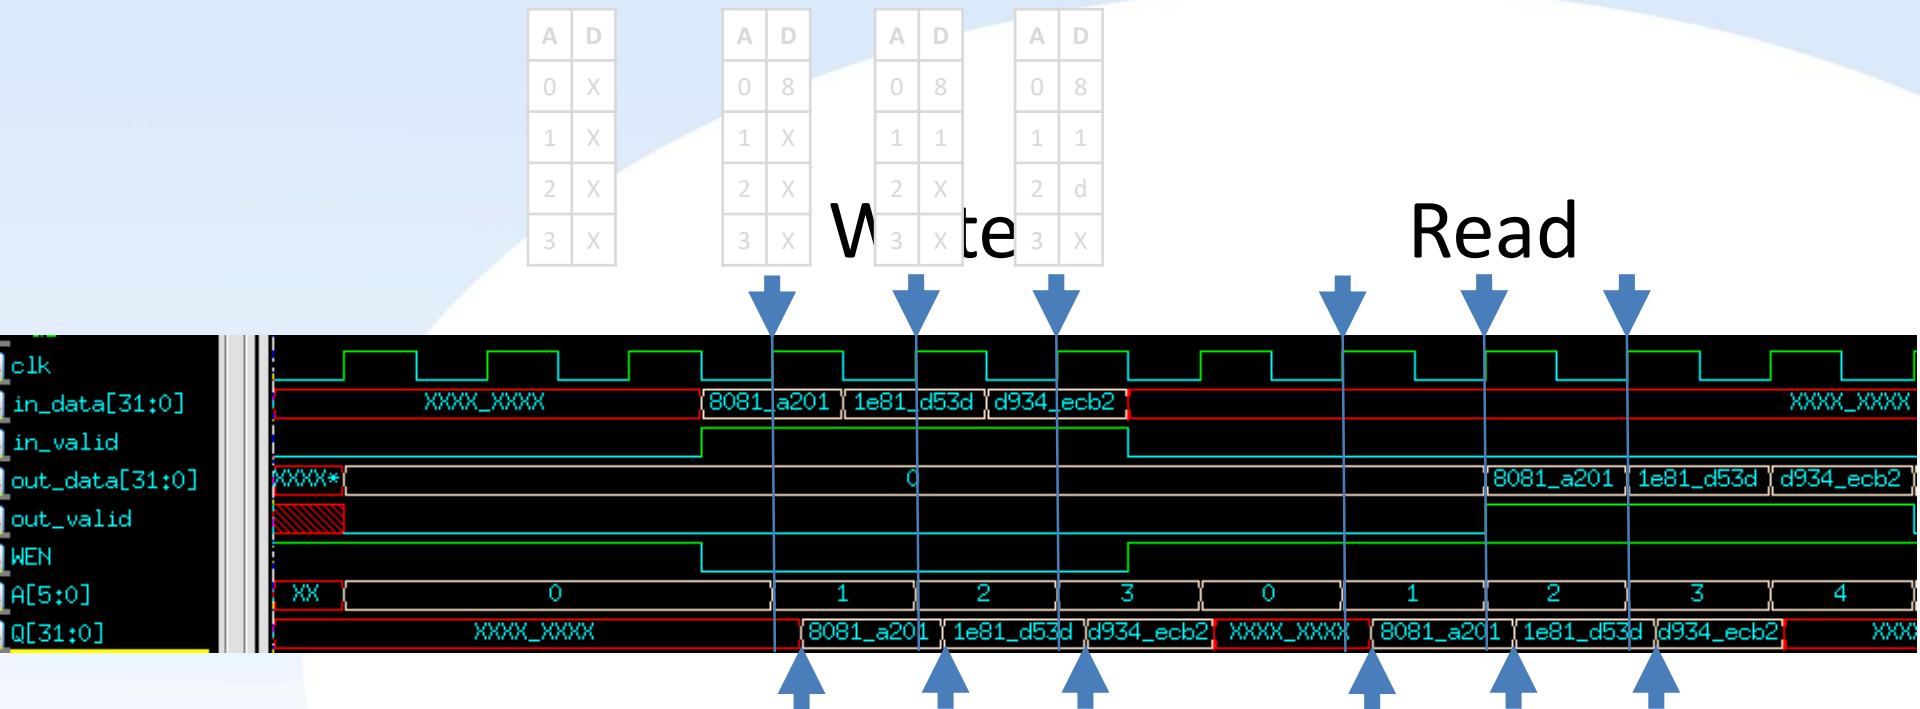 A D A D A D A D
0 X 0 8 0 8 0 8
1 X 1 X 1 1 1 1
2 X 2 X 2 X 2 d
3 X 3 X 3 X 3 X
Read
clk
in_data[31:0] XXXX_XXXX 8081_a201 1e81_d53d d934_ecb2 XXXX_XXXX
in_valid
out_data[31:0] XXXX* 0 8081_a201 1e81_d53d d934_ecb2
out_valid
WEN
A[5:0] XX 0 1 2 3 0 1 2 3 4
Q[31:0] XXXX_XXXX 8081_a201 1e81_d53d d934_ecb2 XXXX_XXXX 8081_a201 1e81_d53d d934_ecb2 XXXX